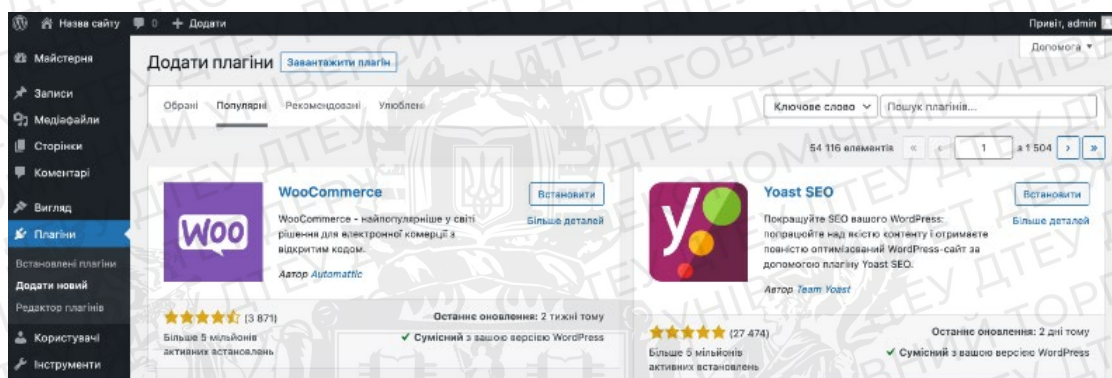 Назва сайту 0 + Додати Привіт, admin
Допомога
Майстерня
Записи
Медіафайли
Сторінки
Коментарі
Вигляд
Плагіни
Встановлені плагіни
Додати новий
Редактор плагінів
Користувачі
Інструменти
Додати плагіни Завантажити плагін
Обрані Популярні Рекомендовані Улюблені Ключове слово Пошук плагінів...
54 116 елементів « ‹ 1 з 1 504 › »
WooCommerce Встановити
WooCommerce - найпопулярніше у світі Більше деталей
рішення для електронної комерції з
відкритим кодом.
Автор Automattic
(3 871) Останнє оновлення: 2 тижні тому
Більше 5 мільйонів ✓ Сумісний з вашою версією WordPress
активних встановлень
WOO
Yoast SEO Встановити
Покращуйте SEO вашого WordPress: Більше деталей
попрацюйте над якістю контенту і отримаєте
повністю оптимізований WordPress-сайт за
допомогою плагіну Yoast SEO.
Автор Team Yoast
(27 474) Останнє оновлення: 2 дні тому
Більше 5 мільйонів ✓ Сумісний з вашою версією WordPress
активних встановлень
y